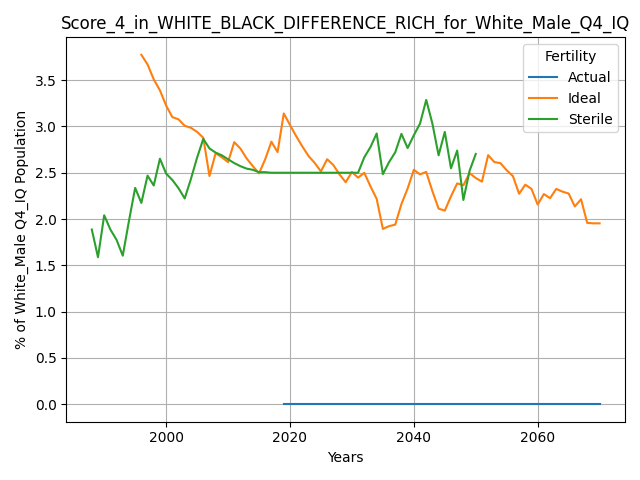 Score_4_in_WHITE_BLACK_DIFFERENCE_RICH_for_White_Male_Q4_IQ
% of White_Male Q4_IQ Population
3.5
3.0
2.5
2.0
1.5
1.0
0.5
0.0
Fertility
Actual
Ideal
Sterile
2000
2020
2040
2060
Years